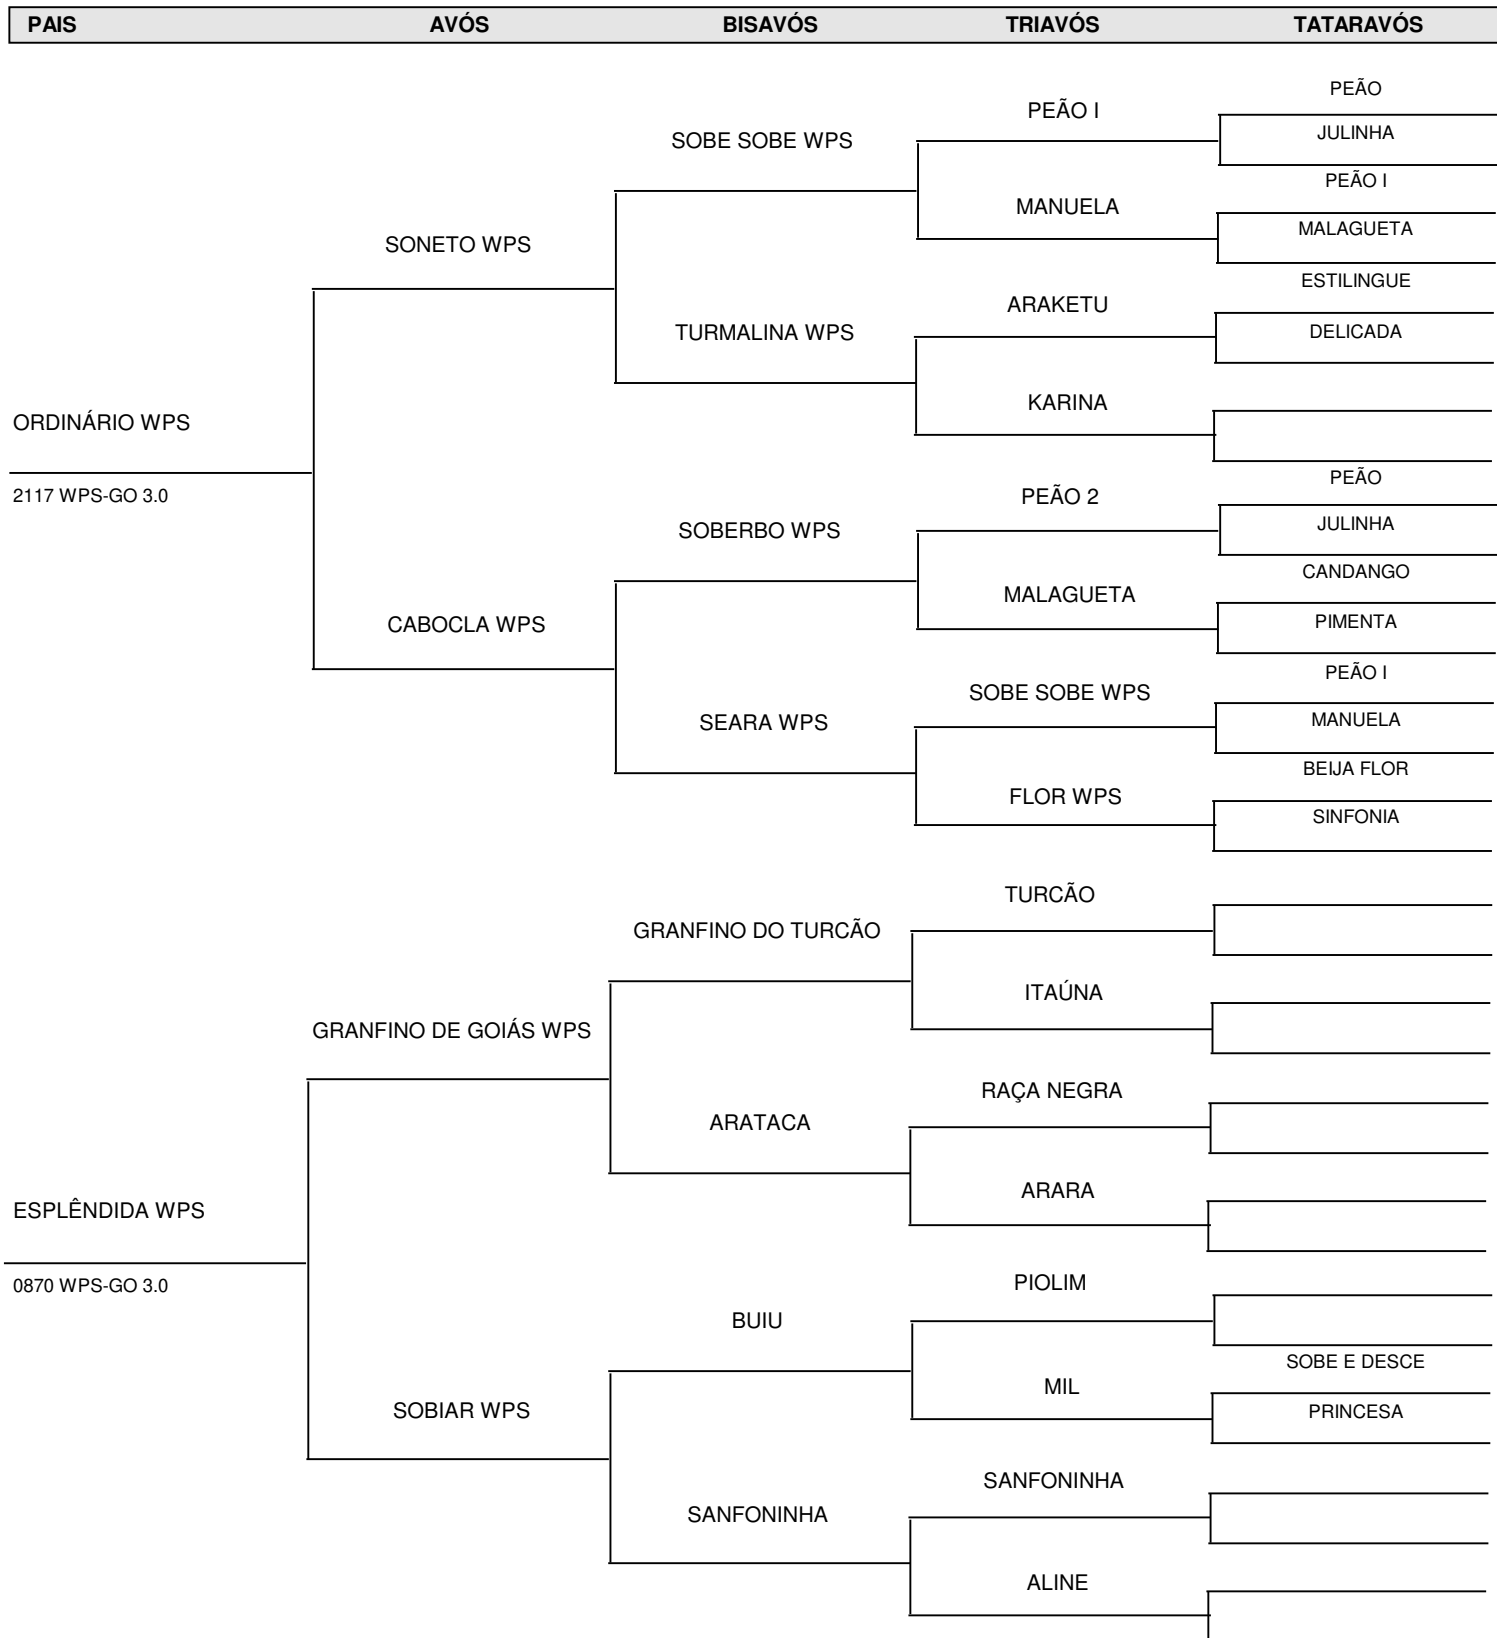 PAIS AVÓS BISAVÓS TRIAVÓS TATARAVÓS
PEÃO
PEÃO I
JULINHA
SOBE SOBE WPS
PEÃO I
MANUELA
MALAGUETA
SONETO WPS
ESTILINGUE
ARAKETU
TURMALINA WPS
DELICADA
KARINA
ORDINÁRIO WPS
PEÃO
2117 WPS-GO 3.0
PEÃO 2
JULINHA
SOBERBO WPS
CANDANGO
MALAGUETA
PIMENTA
CABOCLA WPS
PEÃO I
SOBE SOBE WPS
MANUELA
SEARA WPS
BEIJA FLOR
FLOR WPS
SINFONIA
TURCÃO
GRANFINO DO TURCÃO
ITAÚNA
GRANFINO DE GOIÁS WPS
RAÇA NEGRA
ARATACA
ARARA
ESPLÊNDIDA WPS
PIOLIM
0870 WPS-GO 3.0
BUIU
SOBE E DESCE
MIL
PRINCESA
SOBIAR WPS
SANFONINHA
SANFONINHA
ALINE